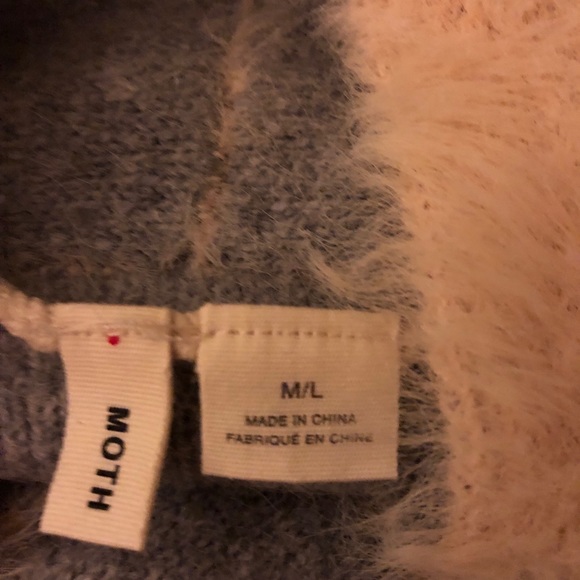 MOTH
M/L
MADE IN CHINA
FABRIQUÉ EN CHINE